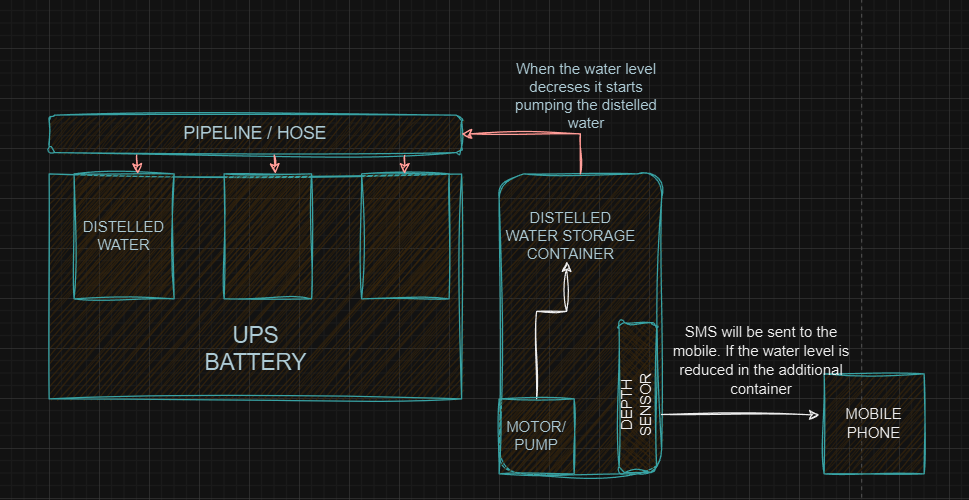 When the water level
decreses it starts
pumping the distelled
water
PIPELINE / HOSE
DISTELLED
WATER
UPS
BATTERY
DISTELLED
WATER STORAGE
CONTAINER
MOTOR/
PUMP
DEPTH
SENSOR
SMS will be sent to the
mobile. If the water level is
reduced in the additional
container
MOBILE
PHONE